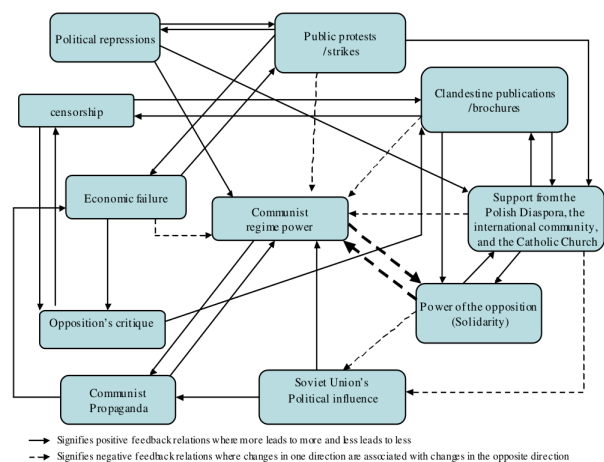 Political repressions
Public protests
/strikes
Clandestine publications
/brochures
censorship
Economic failure
Communist
regime power
Support from the
Polish Diaspora, the
international community,
and the Catholic Church
Opposition's critique
Power of the opposition
(Solidarity)
Communist
Propaganda
Soviet Union's
Political influence
Signifies positive feedback relations where more leads to more and less leads to less
Signifies negative feedback relations where changes in one direction are associated with changes in the opposite direction